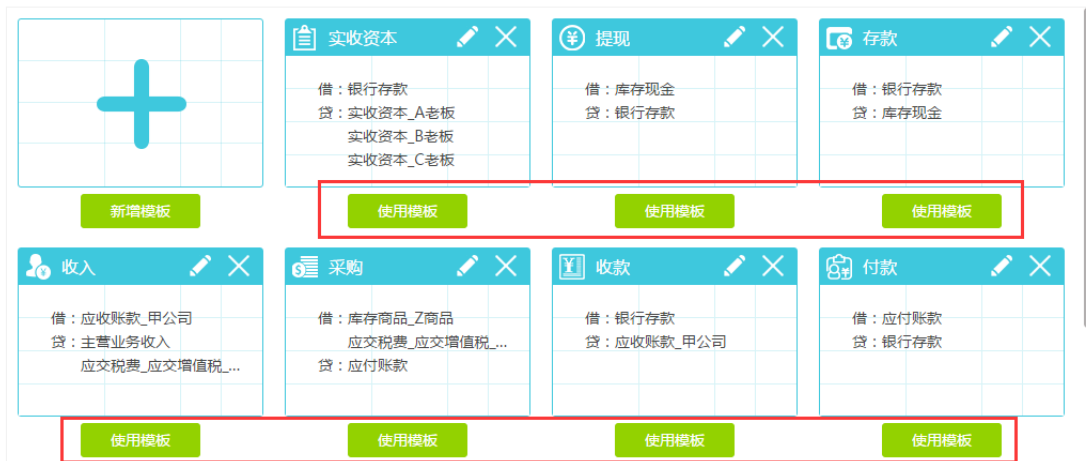 实收资本
提现
存款
借：银行存款
贷：实收资本_A老板
实收资本_B老板
实收资本_C老板
借：库存现金
贷：银行存款
借：银行存款
贷：库存现金
新增模板
使用模板
使用模板
使用模板
收入
采购
收款
付款
借：应收账款_甲公司
贷：主营业务收入
应交税费_应交增值税_...
借：库存商品_Z商品
应交税费_应交增值税_...
贷：应付账款
借：银行存款
贷：应收账款_甲公司
借：应付账款
贷：银行存款
使用模板
使用模板
使用模板
使用模板